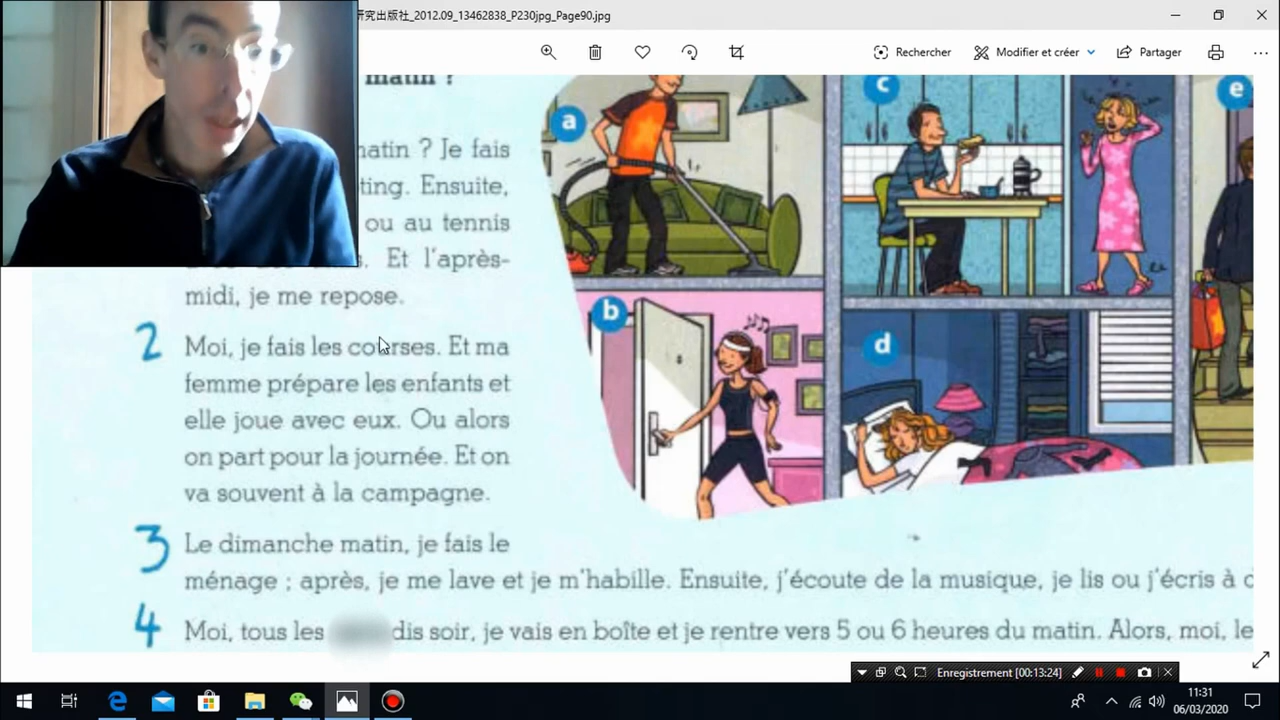 研究出版社_2012.09_13462838_P230jpg_Page90.jpg
Rechercher
Modifier et créer
Partager
matin ?
matin ? Je fais
ting. Ensuite,
ou au tennis
Et l'après-
midi, je me repose.
2 Moi, je fais les courses. Et ma
femme prépare les enfants et
elle joue avec eux. Ou alors
on part pour la journée. Et on
va souvent à la campagne.
3 Le dimanche matin, je fais le
ménage ; après, je me lave et je m'habille. Ensuite, j'écoute de la musique, je lis ou j'écris à
4 Moi, tous les dis soir, je vais en boîte et je rentre vers 5 ou 6 heures du matin. Alors, moi, le
a
b
c
d
e
Enregistrement [00:13:24]
11:31
06/03/2020